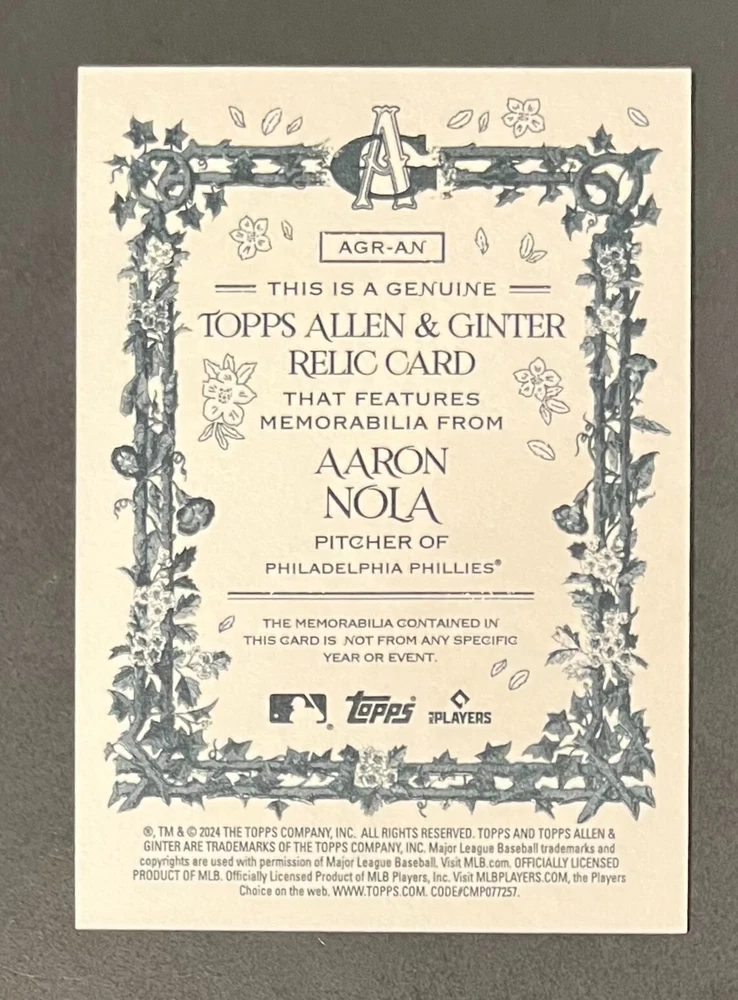 AG
AGR-AN
THIS IS A GENUINE
TOPPS ALLEN & GINTER
RELIC CARD
THAT FEATURES
MEMORABILIA FROM
AARON
NOLA
PITCHER OF
PHILADELPHIA PHILLIES®
THE MEMORABILIA CONTAINED IN
THIS CARD IS NOT FROM ANY SPECIFIC
YEAR OR EVENT.
® topps MLB PLAYERS
®, TM & © 2024 THE TOPPS COMPANY, INC. ALL RIGHTS RESERVED. TOPPS AND TOPPS ALLEN &
GINTER ARE TRADEMARKS OF THE TOPPS COMPANY, INC. Major League Baseball trademarks and
copyrights are used with permission of Major League Baseball. Visit MLB.com. OFFICIALLY LICENSED
PRODUCT OF MLB. Officially Licensed Product of MLB Players, Inc. Visit MLBPLAYERS.COM, the Players
Choice on the web. WWW.TOPPS.COM. CODE#CMP077257.